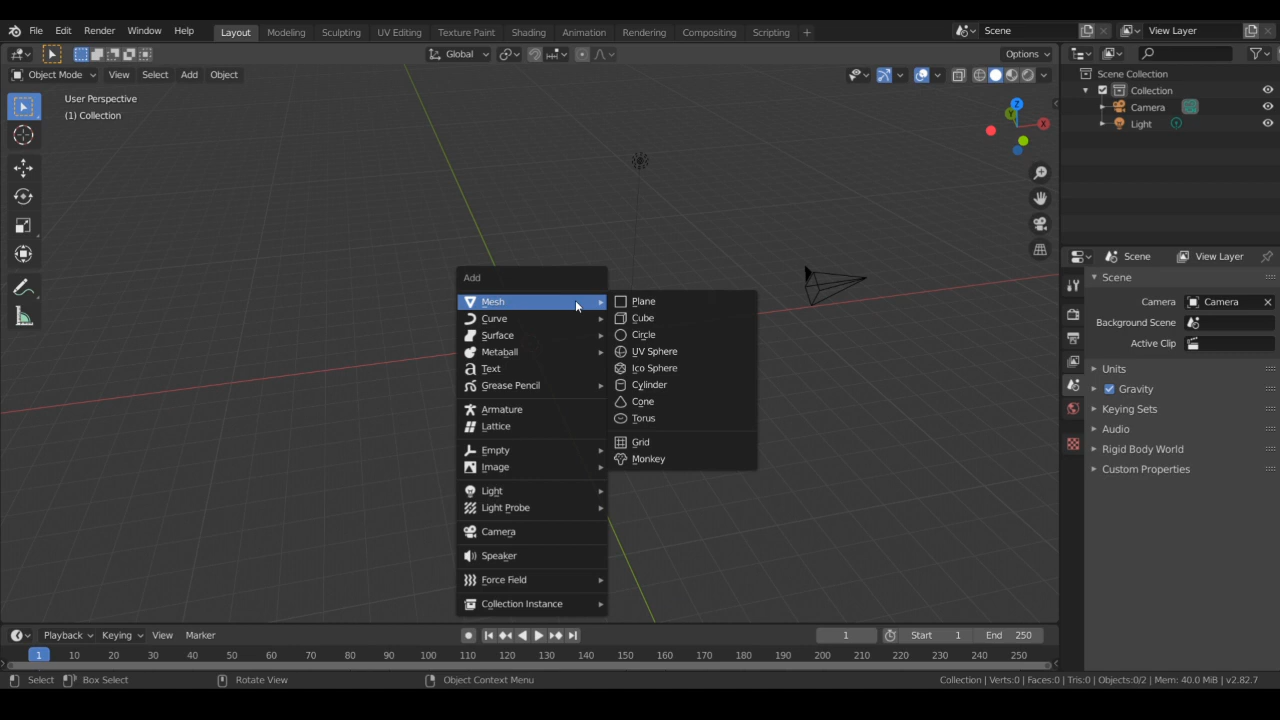 File Edit Render Window Help Layout Modeling Sculpting UV Editing Texture Paint Shading Animation Rendering Compositing Scripting + Scene View Layer
Global Options
Object Mode View Select Add Object
User Perspective
(1) Collection
Z
Y
X
Scene Collection
Collection
Camera
Light
Add
Mesh
Curve
Surface
Metaball
Text
Grease Pencil
Armature
Lattice
Empty
Image
Light
Light Probe
Camera
Speaker
Force Field
Collection Instance
Plane
Cube
Circle
UV Sphere
Ico Sphere
Cylinder
Cone
Torus
Grid
Monkey
Scene View Layer
Scene
Camera Camera
Background Scene
Active Clip
Units
Gravity
Keying Sets
Audio
Rigid Body World
Custom Properties
Playback Keying View Marker 1 Start 1 End 250
1 10 20 30 40 50 60 70 80 90 100 110 120 130 140 150 160 170 180 190 200 210 220 230 240 250
Select Box Select Rotate View Object Context Menu Collection | Verts:0 | Faces:0 | Tris:0 | Objects:0/2 | Mem: 40.0 MiB | v2.82.7